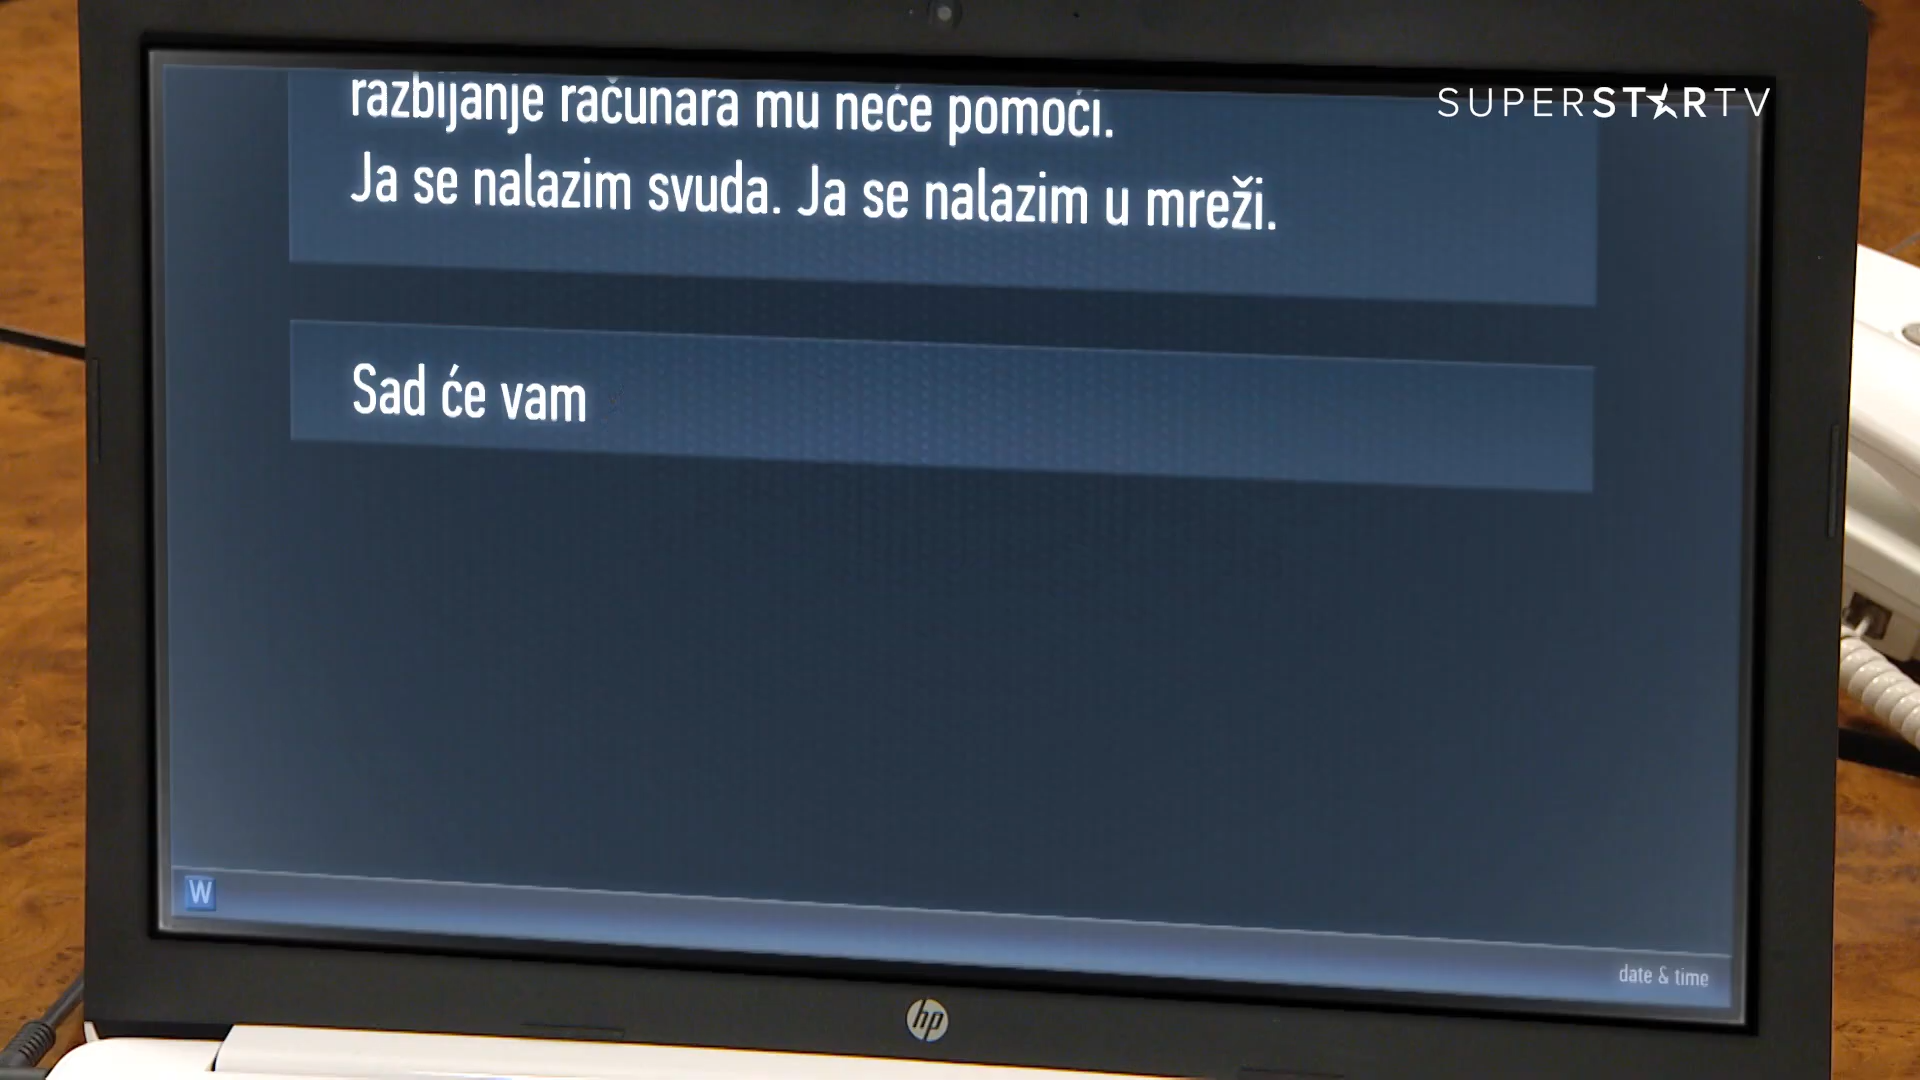 SUPERSTARTV
razbijanje računara mu neće pomoći.
Ja se nalazim svuda. Ja se nalazim u mreži.
Sad će vam
W
date & time
hp